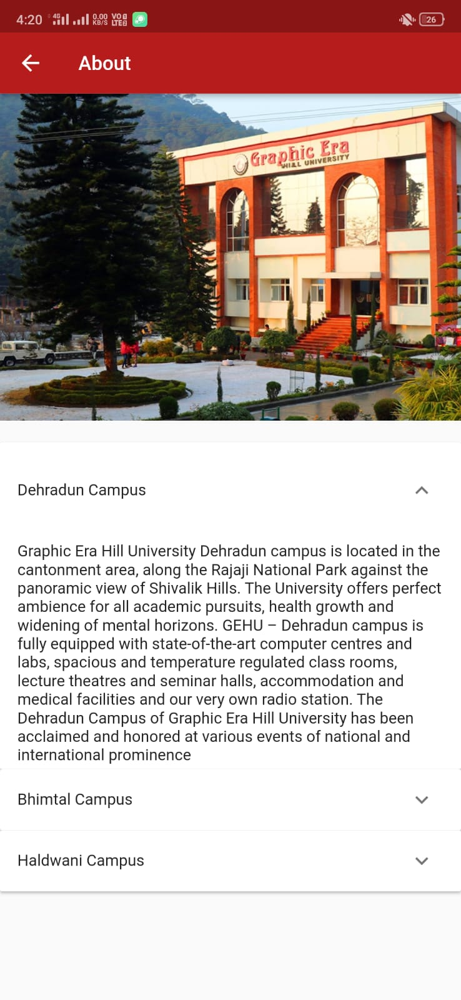 4:20 4G 0.00 KB/S VO LTE2 26
About
Graphic Era
HILL UNIVERSITY
Dehradun Campus
Graphic Era Hill University Dehradun campus is located in the
cantonment area, along the Rajaji National Park against the
panoramic view of Shivalik Hills. The University offers perfect
ambience for all academic pursuits, health growth and
widening of mental horizons. GEHU – Dehradun campus is
fully equipped with state-of-the-art computer centres and
labs, spacious and temperature regulated class rooms,
lecture theatres and seminar halls, accommodation and
medical facilities and our very own radio station. The
Dehradun Campus of Graphic Era Hill University has been
acclaimed and honored at various events of national and
international prominence
Bhimtal Campus
Haldwani Campus